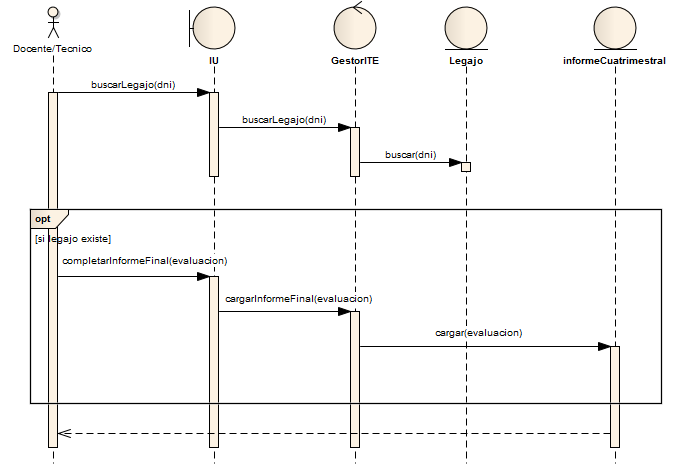 Docente/Tecnico
IU
GestorITE
Legajo
informeCuatrimestral
buscarLegajo(dni)
buscarLegajo(dni)
buscar(dni)
opt
[si legajo existe]
completarInformeFinal(evaluacion)
cargarInformeFinal(evaluacion)
cargar(evaluacion)